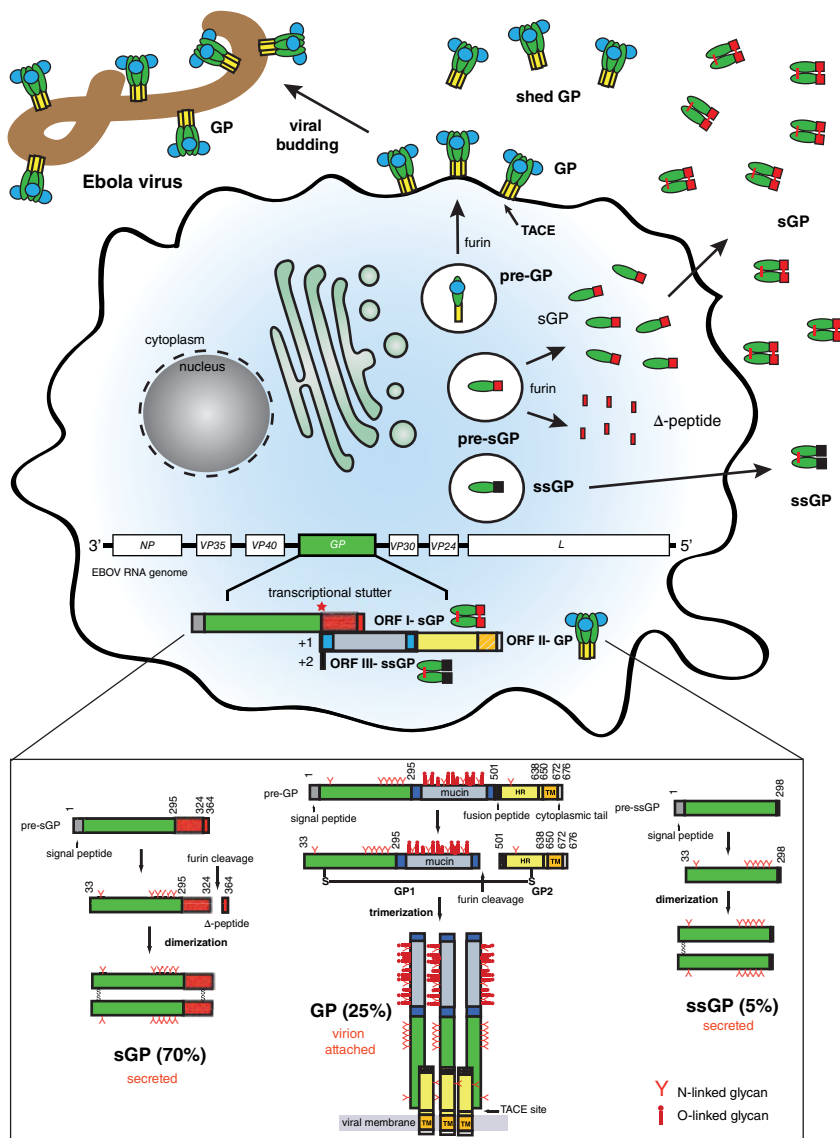 GP
Ebola virus
viral
budding
shed GP
GP
TACE
sGP
furin
pre-GP
sGP
cytoplasm
nucleus
furin
pre-sGP
Δ-peptide
ssGP
ssGP
3’
NP
VP35
VP40
GP
VP30
VP24
L
5’
EBOV RNA genome
transcriptional stutter
ORF I- sGP
+1
ORF II- GP
+2
ORF III- ssGP
1
295
324
364
pre-sGP
signal peptide
furin cleavage
33
295
324
364
Δ-peptide
dimerization
S
S
S
S
sGP (70%)
secreted
1
295
501
638
650
672
676
pre-GP
mucin
HR
TM
signal peptide
fusion peptide
cytoplasmic tail
33
295
501
638
650
672
676
mucin
HR
TM
S
S
GP1
GP2
furin cleavage
trimerization
GP (25%)
virion
attached
TACE site
viral membrane
TM
TM
TM
1
298
pre-ssGP
signal peptide
33
298
dimerization
S
S
ssGP (5%)
secreted
N-linked glycan
O-linked glycan